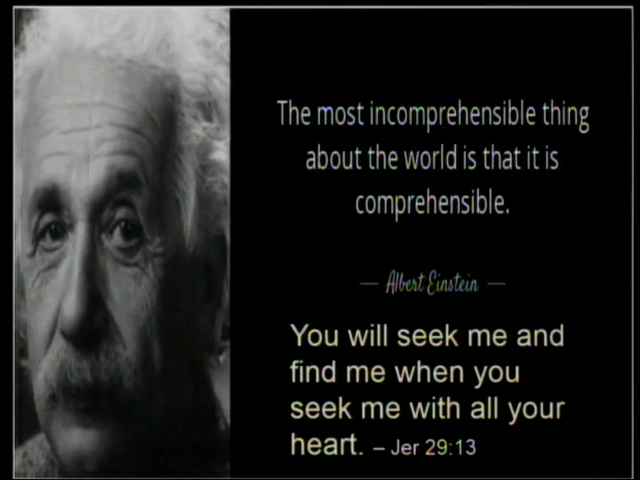 The most incomprehensible thing
about the world is that it is
comprehensible.
— Albert Einstein —
You will seek me and
find me when you
seek me with all your
heart. – Jer 29:13